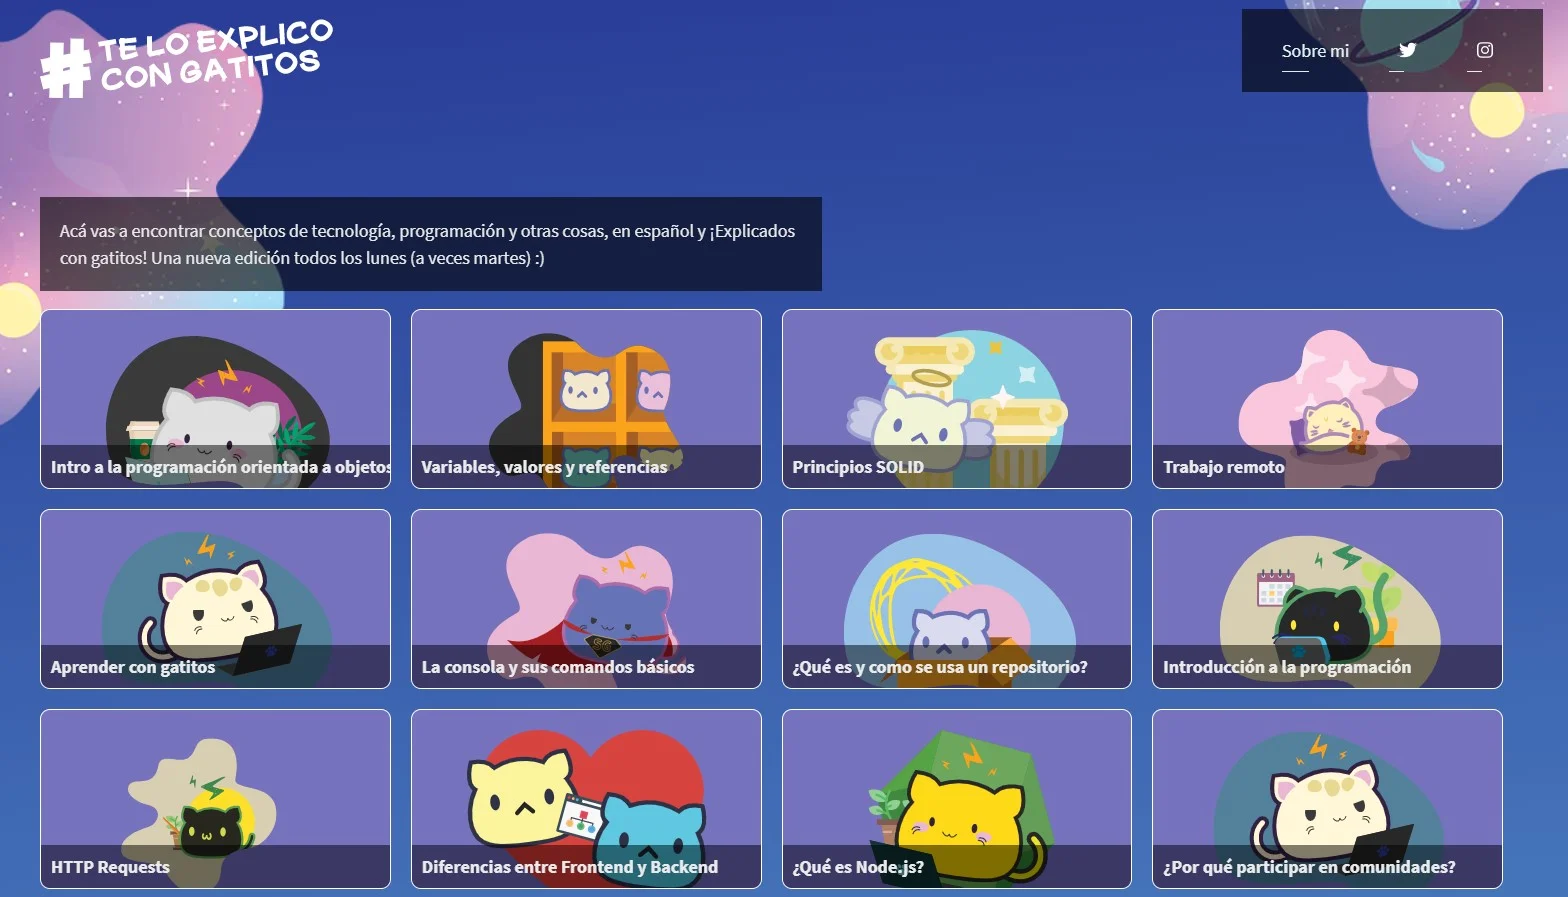 #TE LO EXPLICO
CON GATITOS
Sobre mi
Acá vas a encontrar conceptos de tecnología, programación y otras cosas, en español y ¡Explicados
con gatitos! Una nueva edición todos los lunes (a veces martes) :)
Intro a la programación orientada a objetos
Variables, valores y referencias
Principios SOLID
Trabajo remoto
Aprender con gatitos
La consola y sus comandos básicos
¿Qué es y como se usa un repositorio?
Introducción a la programación
HTTP Requests
Diferencias entre Frontend y Backend
¿Qué es Node.js?
¿Por qué participar en comunidades?